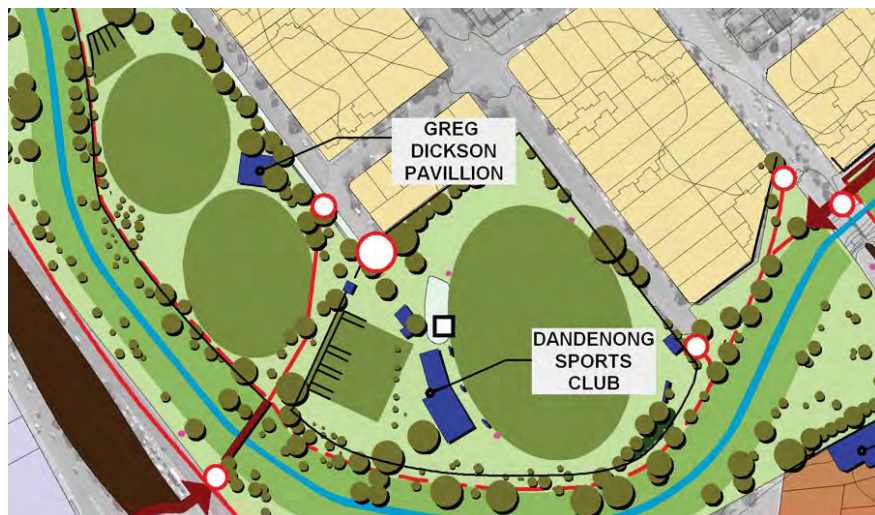 GREG
DICKSON
PAVILLION
DANDENONG
SPORTS
CLUB